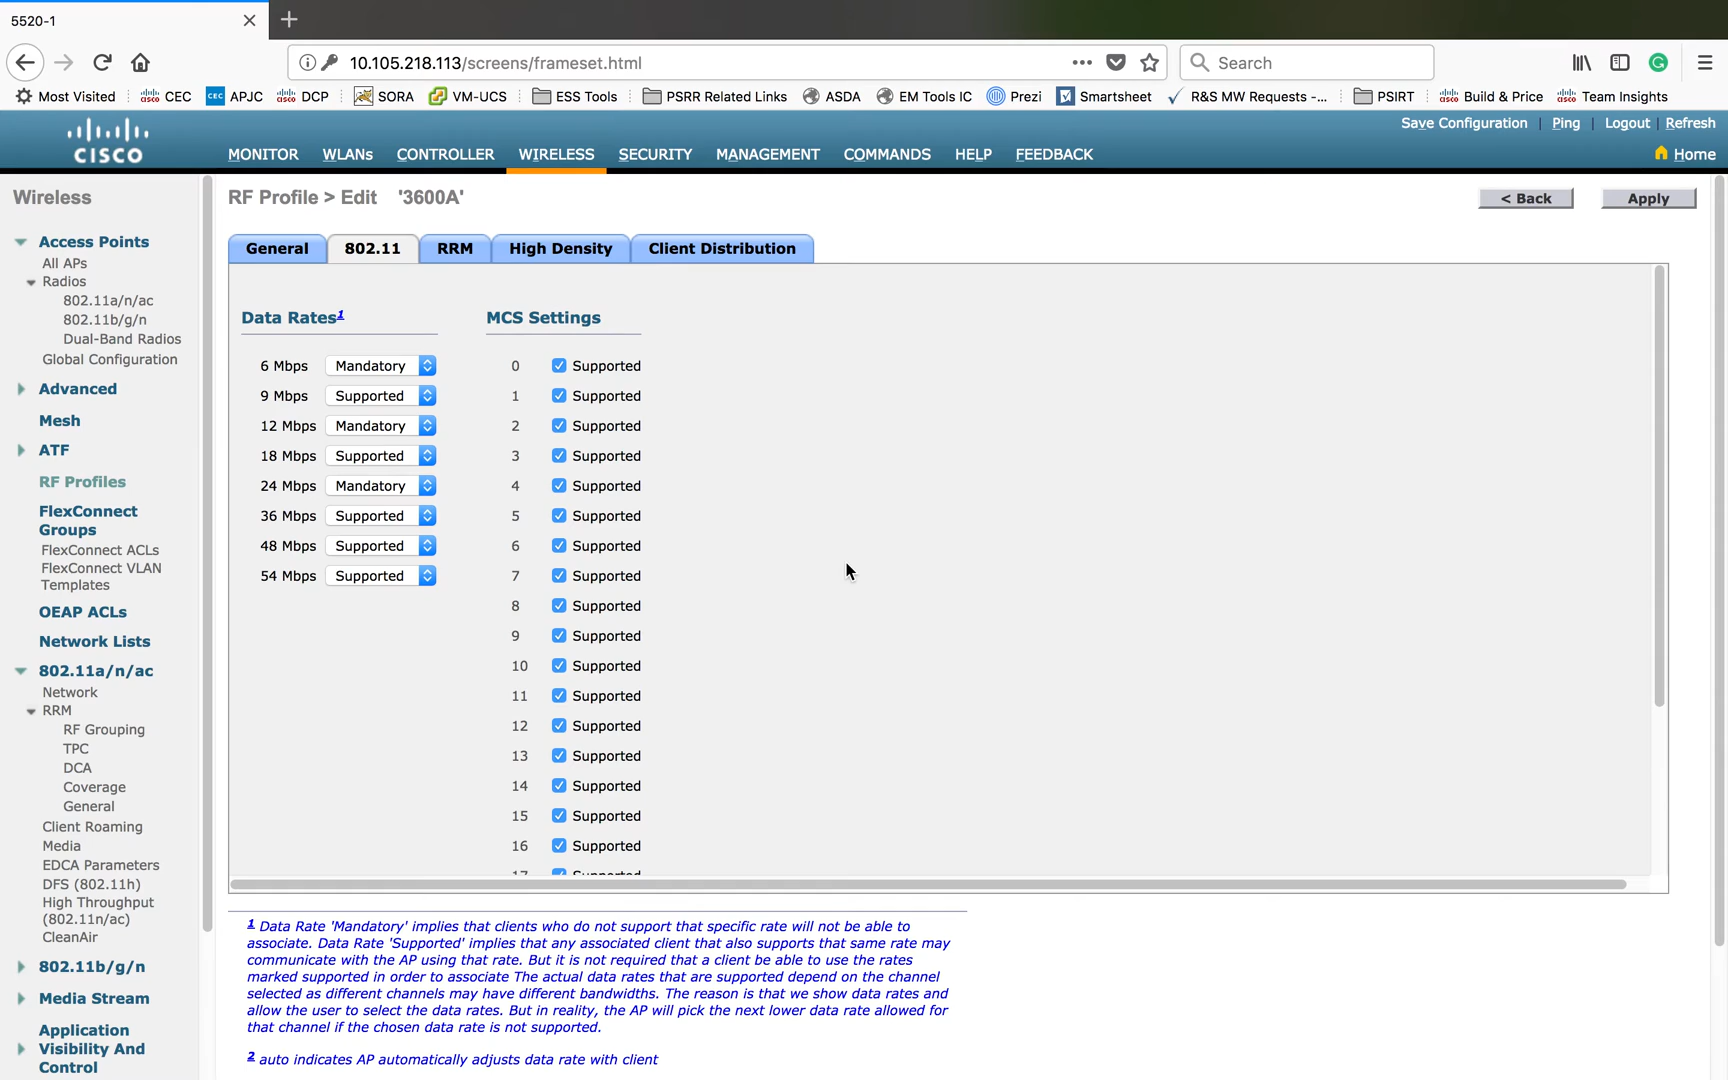 5520-1
10.105.218.113/screens/frameset.html
Search
Most Visited
CEC
CEC
APJC
DCP
SORA
VM-UCS
ESS Tools
PSRR Related Links
ASDA
EM Tools IC
Prezi
Smartsheet
R&S MW Requests -...
PSIRT
Build & Price
Team Insights
Save Configuration
Ping
Logout
Refresh
CISCO
MONITOR
WLANs
CONTROLLER
WIRELESS
SECURITY
MANAGEMENT
COMMANDS
HELP
FEEDBACK
Home
Wireless
Access Points
All APs
Radios
802.11a/n/ac
802.11b/g/n
Dual-Band Radios
Global Configuration
Advanced
Mesh
ATF
RF Profiles
FlexConnect
Groups
FlexConnect ACLs
FlexConnect VLAN
Templates
OEAP ACLs
Network Lists
802.11a/n/ac
Network
RRM
RF Grouping
TPC
DCA
Coverage
General
Client Roaming
Media
EDCA Parameters
DFS (802.11h)
High Throughput
(802.11n/ac)
CleanAir
802.11b/g/n
Media Stream
Application
Visibility And
Control
RF Profile > Edit '3600A'
< Back
Apply
General
802.11
RRM
High Density
Client Distribution
Data Rates1
6 Mbps Mandatory
9 Mbps Supported
12 Mbps Mandatory
18 Mbps Supported
24 Mbps Mandatory
36 Mbps Supported
48 Mbps Supported
54 Mbps Supported
MCS Settings
0 Supported
1 Supported
2 Supported
3 Supported
4 Supported
5 Supported
6 Supported
7 Supported
8 Supported
9 Supported
10 Supported
11 Supported
12 Supported
13 Supported
14 Supported
15 Supported
16 Supported
17 Supported
1 Data Rate 'Mandatory' implies that clients who do not support that specific rate will not be able to
associate. Data Rate 'Supported' implies that any associated client that also supports that same rate may
communicate with the AP using that rate. But it is not required that a client be able to use the rates
marked supported in order to associate The actual data rates that are supported depend on the channel
selected as different channels may have different bandwidths. The reason is that we show data rates and
allow the user to select the data rates. But in reality, the AP will pick the next lower data rate allowed for
that channel if the chosen data rate is not supported.
2 auto indicates AP automatically adjusts data rate with client